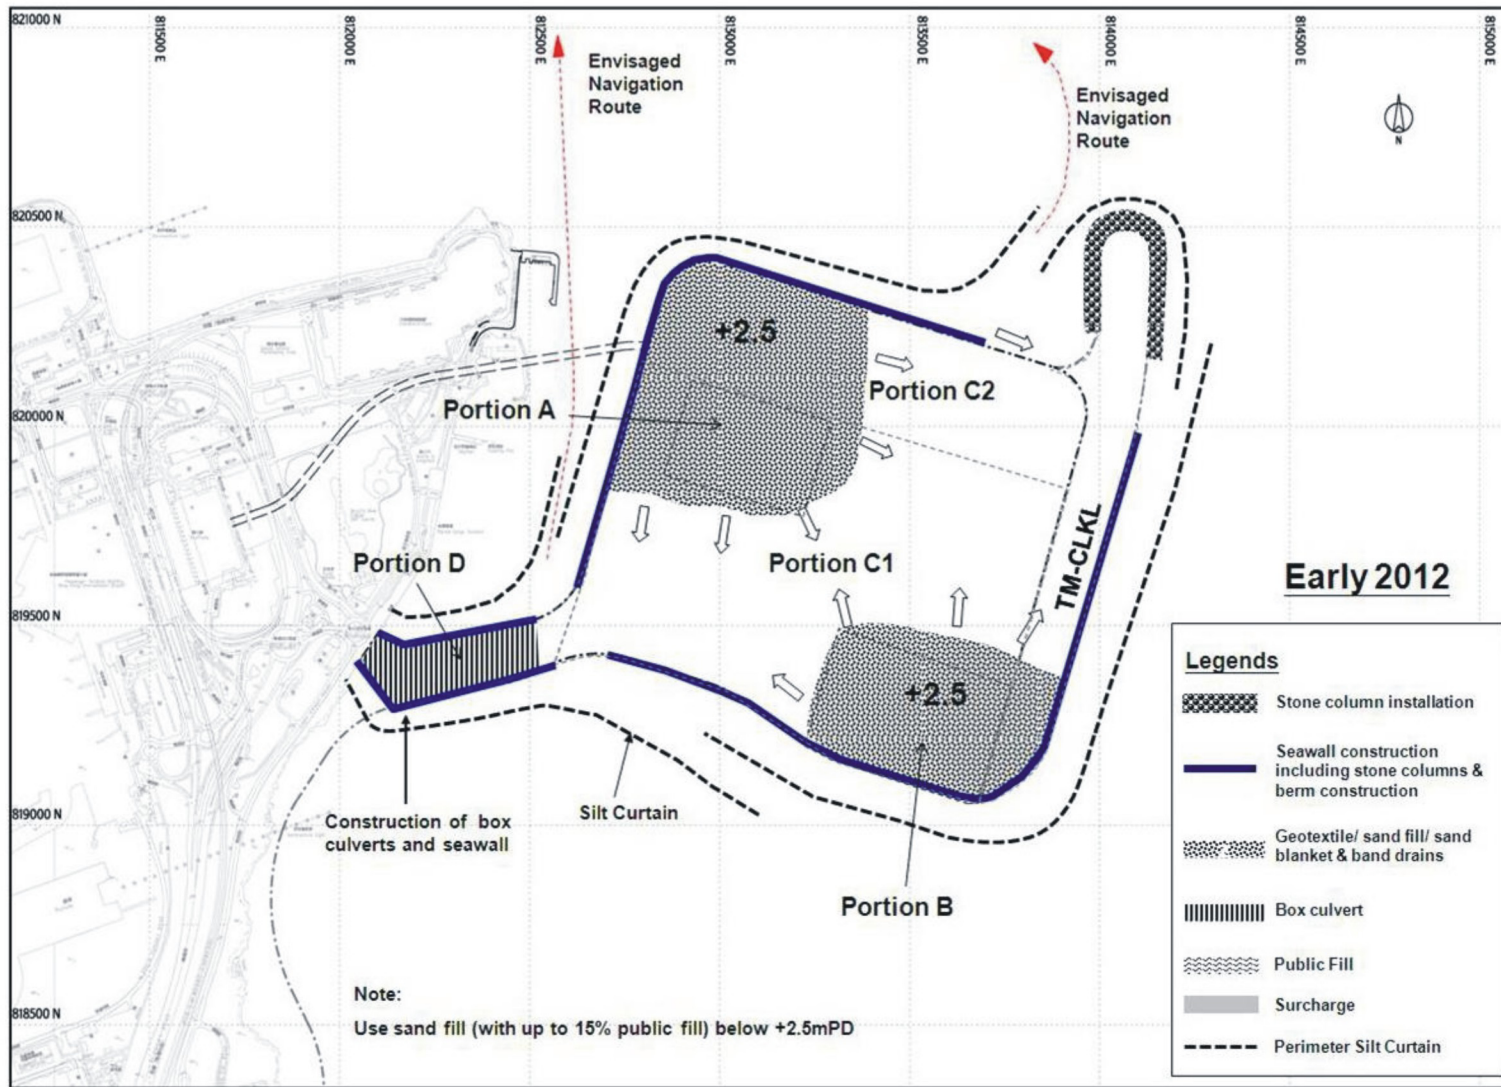 821000 N
811500 E
812000 E
812500 E
815000 E
815500 E
814000 E
814500 E
815000 E
Envisaged
Navigation
Route
Envisaged
Navigation
Route
N
820500 N
+2.5
Portion C2
Portion A
820000 N
Portion C1
Portion D
TM-CLKL
Early 2012
819500 N
+2.5
Silt Curtain
819000 N
Construction of box
culverts and seawall
Portion B
Note:
Use sand fill (with up to 15% public fill) below +2.5mPD
818500 N
Legends
Stone column installation
Seawall construction
including stone columns &
berm construction
Geotextile/ sand fill/ sand
blanket & band drains
Box culvert
Public Fill
Surcharge
Perimeter Silt Curtain